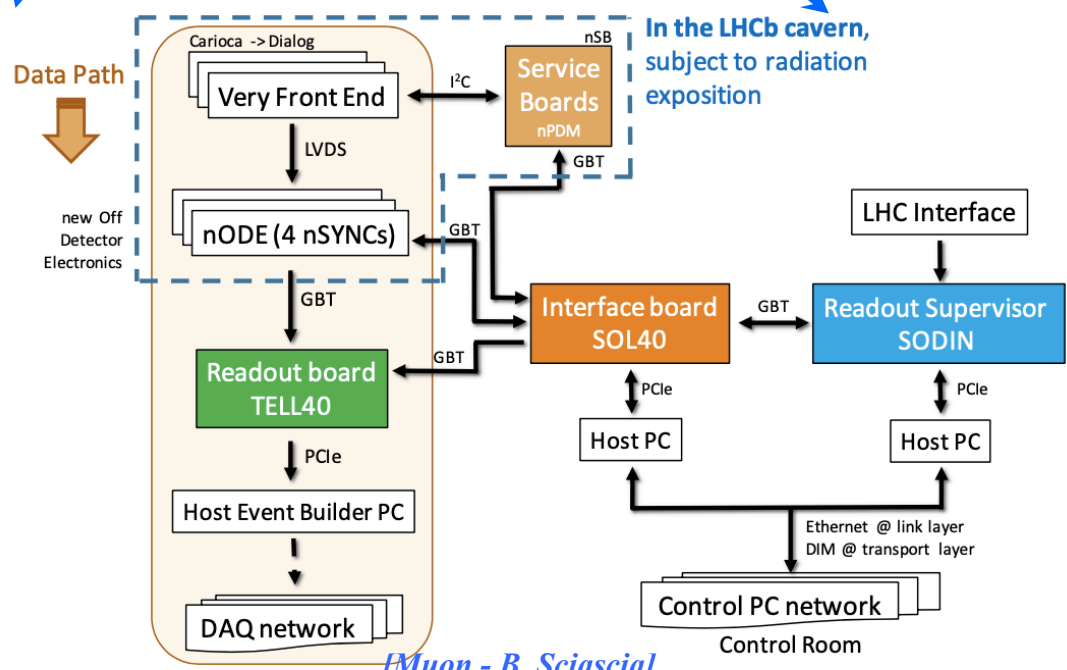 Carioca -> Dialog
nSB
In the LHCb cavern,
subject to radiation
exposition
Data Path
Very Front End
I²C
Service
Boards
nPDM
LVDS
GBT
new Off
Detector
Electronics
nODE (4 nSYNCs)
GBT
LHC Interface
GBT
Interface board
SOL40
GBT
Readout Supervisor
SODIN
Readout board
TELL40
GBT
PCIe
PCIe
Host PC
Host PC
PCIe
Host Event Builder PC
Ethernet @ link layer
DIM @ transport layer
DAQ network
Control PC network
Control Room
[Muon - B. Sciascia]